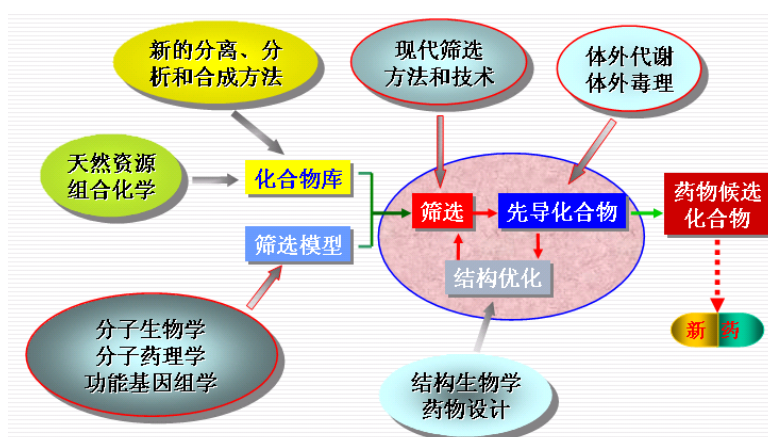 新的分离、分
析和合成方法
现代筛选
方法和技术
体外代谢
体外毒理
天然资源
组合化学
化合物库
筛选
先导化合物
药物候选
化合物
筛选模型
结构优化
新药
分子生物学
分子药理学
功能基因组学
结构生物学
药物设计